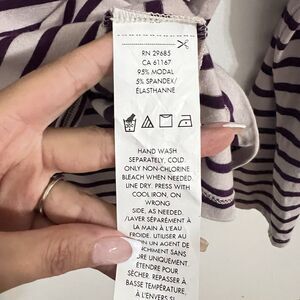 RN 29685
CA 61167
95% MODAL
5% SPANDEX/
ÉLASTHANNE
HAND WASH
SEPARATELY, COLD.
ONLY NON-CHLORINE
BLEACH WHEN NEEDED.
LINE DRY. PRESS WITH
COOL IRON, ON
WRONG
SIDE, AS NEEDED.
/LAVER SÉPARÉMENT À
LA MAIN À L'EAU
FROIDE. UTILISER AU
UN AGENT DE
SANS
UNIQUEMENT.
ÉTENDRE POUR
SÉCHER. REPASSER À
BASSE TEMPÉRATURE,
À L'ENVERS SI